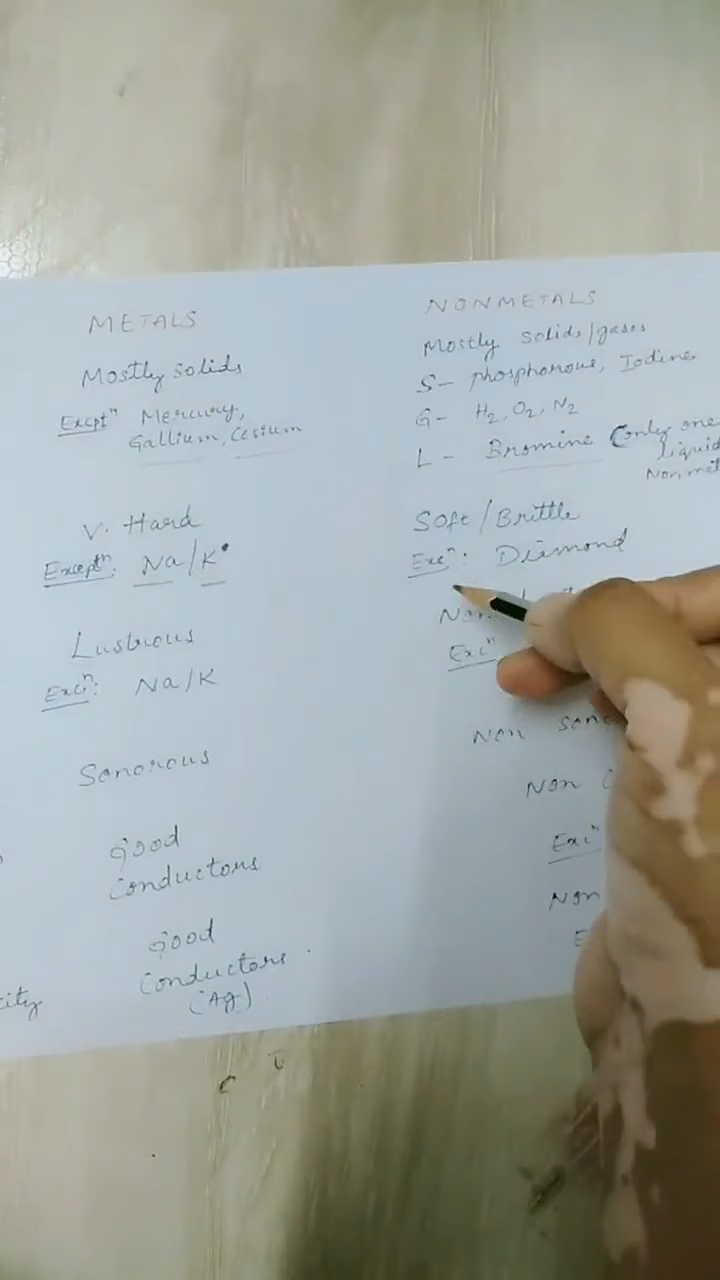 METALS
Mostly solids
Excptⁿ Mercury,
Gallium, Cesium
V. Hard
Exceptⁿ: Na/K
Lustrous
Excⁿ: Na/K
Sonorous
Good
Conductors
Good
Conductors
(Ag)
city
NONMETALS
Mostly solids/gases
S- phosphorous, Iodine
G- H₂, O₂, N₂
L- Bromine (only one
liquid
Non met
Soft/Brittle
Excⁿ: Diamond
Non
Excⁿ
Non
Non
Excⁿ
Non
E